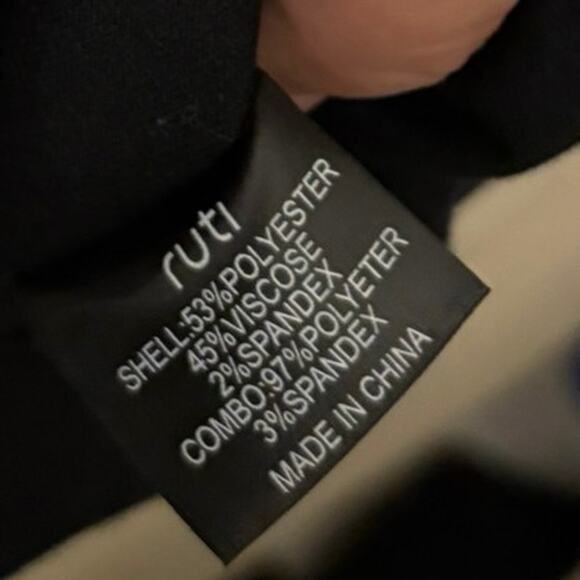 ruti
SHELL:53%POLYESTER
45%VISCOSE
2%SPANDEX
COMBO:97%POLYETER
3%SPANDEX
MADE IN CHINA